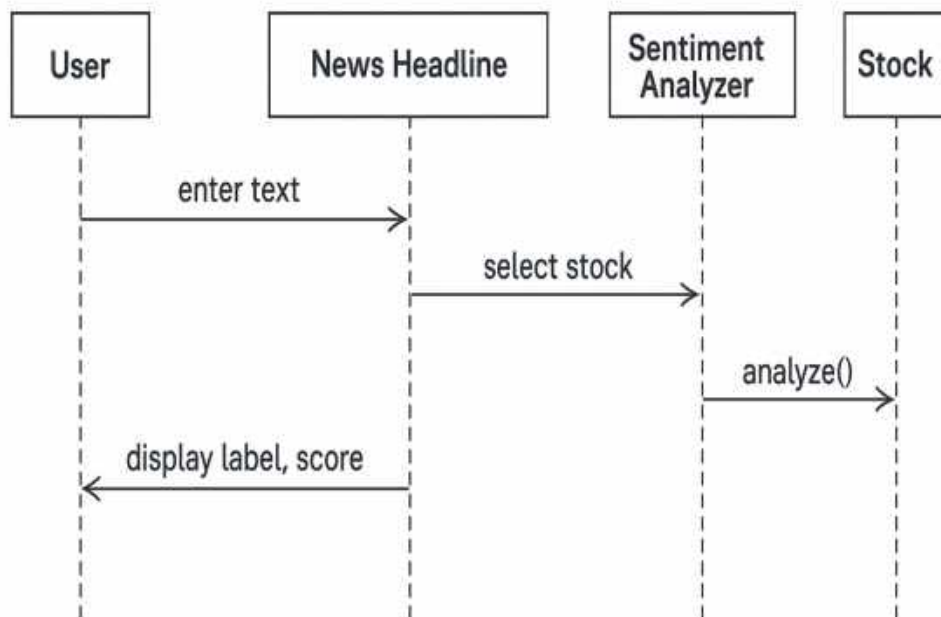 User
News Headline
Sentiment
Analyzer
Stock
enter text
select stock
analyze()
display label, score